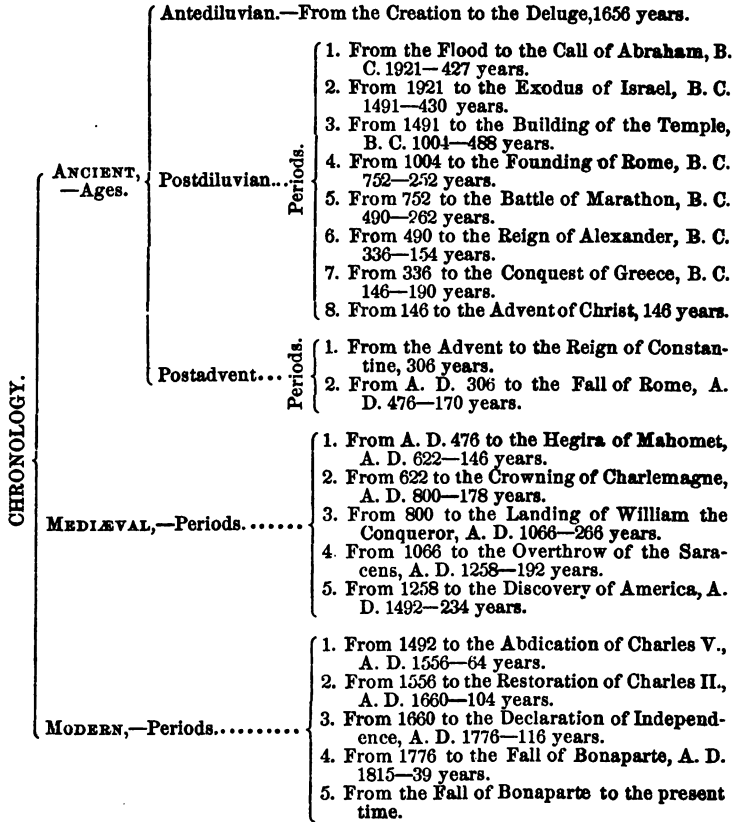 CHRONOLOGY.
ANCIENT,
—Ages.
Antediluvian.—From the Creation to the Deluge,1656 years.
Postdiluvian...
Periods.
1. From the Flood to the Call of Abraham, B.
C. 1921—427 years.
2. From 1921 to the Exodus of Israel, B. C.
1491—430 years.
3. From 1491 to the Building of the Temple,
B. C. 1004—488 years.
4. From 1004 to the Founding of Rome, B. C.
752—252 years.
5. From 752 to the Battle of Marathon, B. C.
490—262 years.
6. From 490 to the Reign of Alexander, B. C.
336—154 years.
7. From 336 to the Conquest of Greece, B. C.
146—190 years.
8. From 146 to the Advent of Christ, 146 years.
Postadvent...
Periods.
1. From the Advent to the Reign of Constan-
tine, 306 years.
2. From A. D. 306 to the Fall of Rome, A.
D. 476—170 years.
MEDIÆVAL,—Periods.......
1. From A. D. 476 to the Hegira of Mahomet,
A. D. 622—146 years.
2. From 622 to the Crowning of Charlemagne,
A. D. 800—178 years.
3. From 800 to the Landing of William the
Conqueror, A. D. 1066—266 years.
4. From 1066 to the Overthrow of the Sara-
cens, A. D. 1258—192 years.
5. From 1258 to the Discovery of America, A.
D. 1492—234 years.
MODERN,—Periods..........
1. From 1492 to the Abdication of Charles V.,
A. D. 1556—64 years.
2. From 1556 to the Restoration of Charles II.,
A. D. 1660—104 years.
3. From 1660 to the Declaration of Independ-
ence, A. D. 1776—116 years.
4. From 1776 to the Fall of Bonaparte, A. D.
1815—39 years.
5. From the Fall of Bonaparte to the present
time.